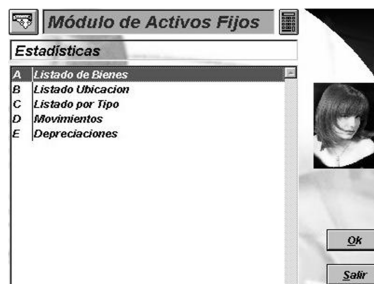 Módulo de Activos Fijos
Estadísticas
A Listado de Bienes
B Listado Ubicacion
C Listado por Tipo
D Movimientos
E Depreciaciones
Ok
Salir